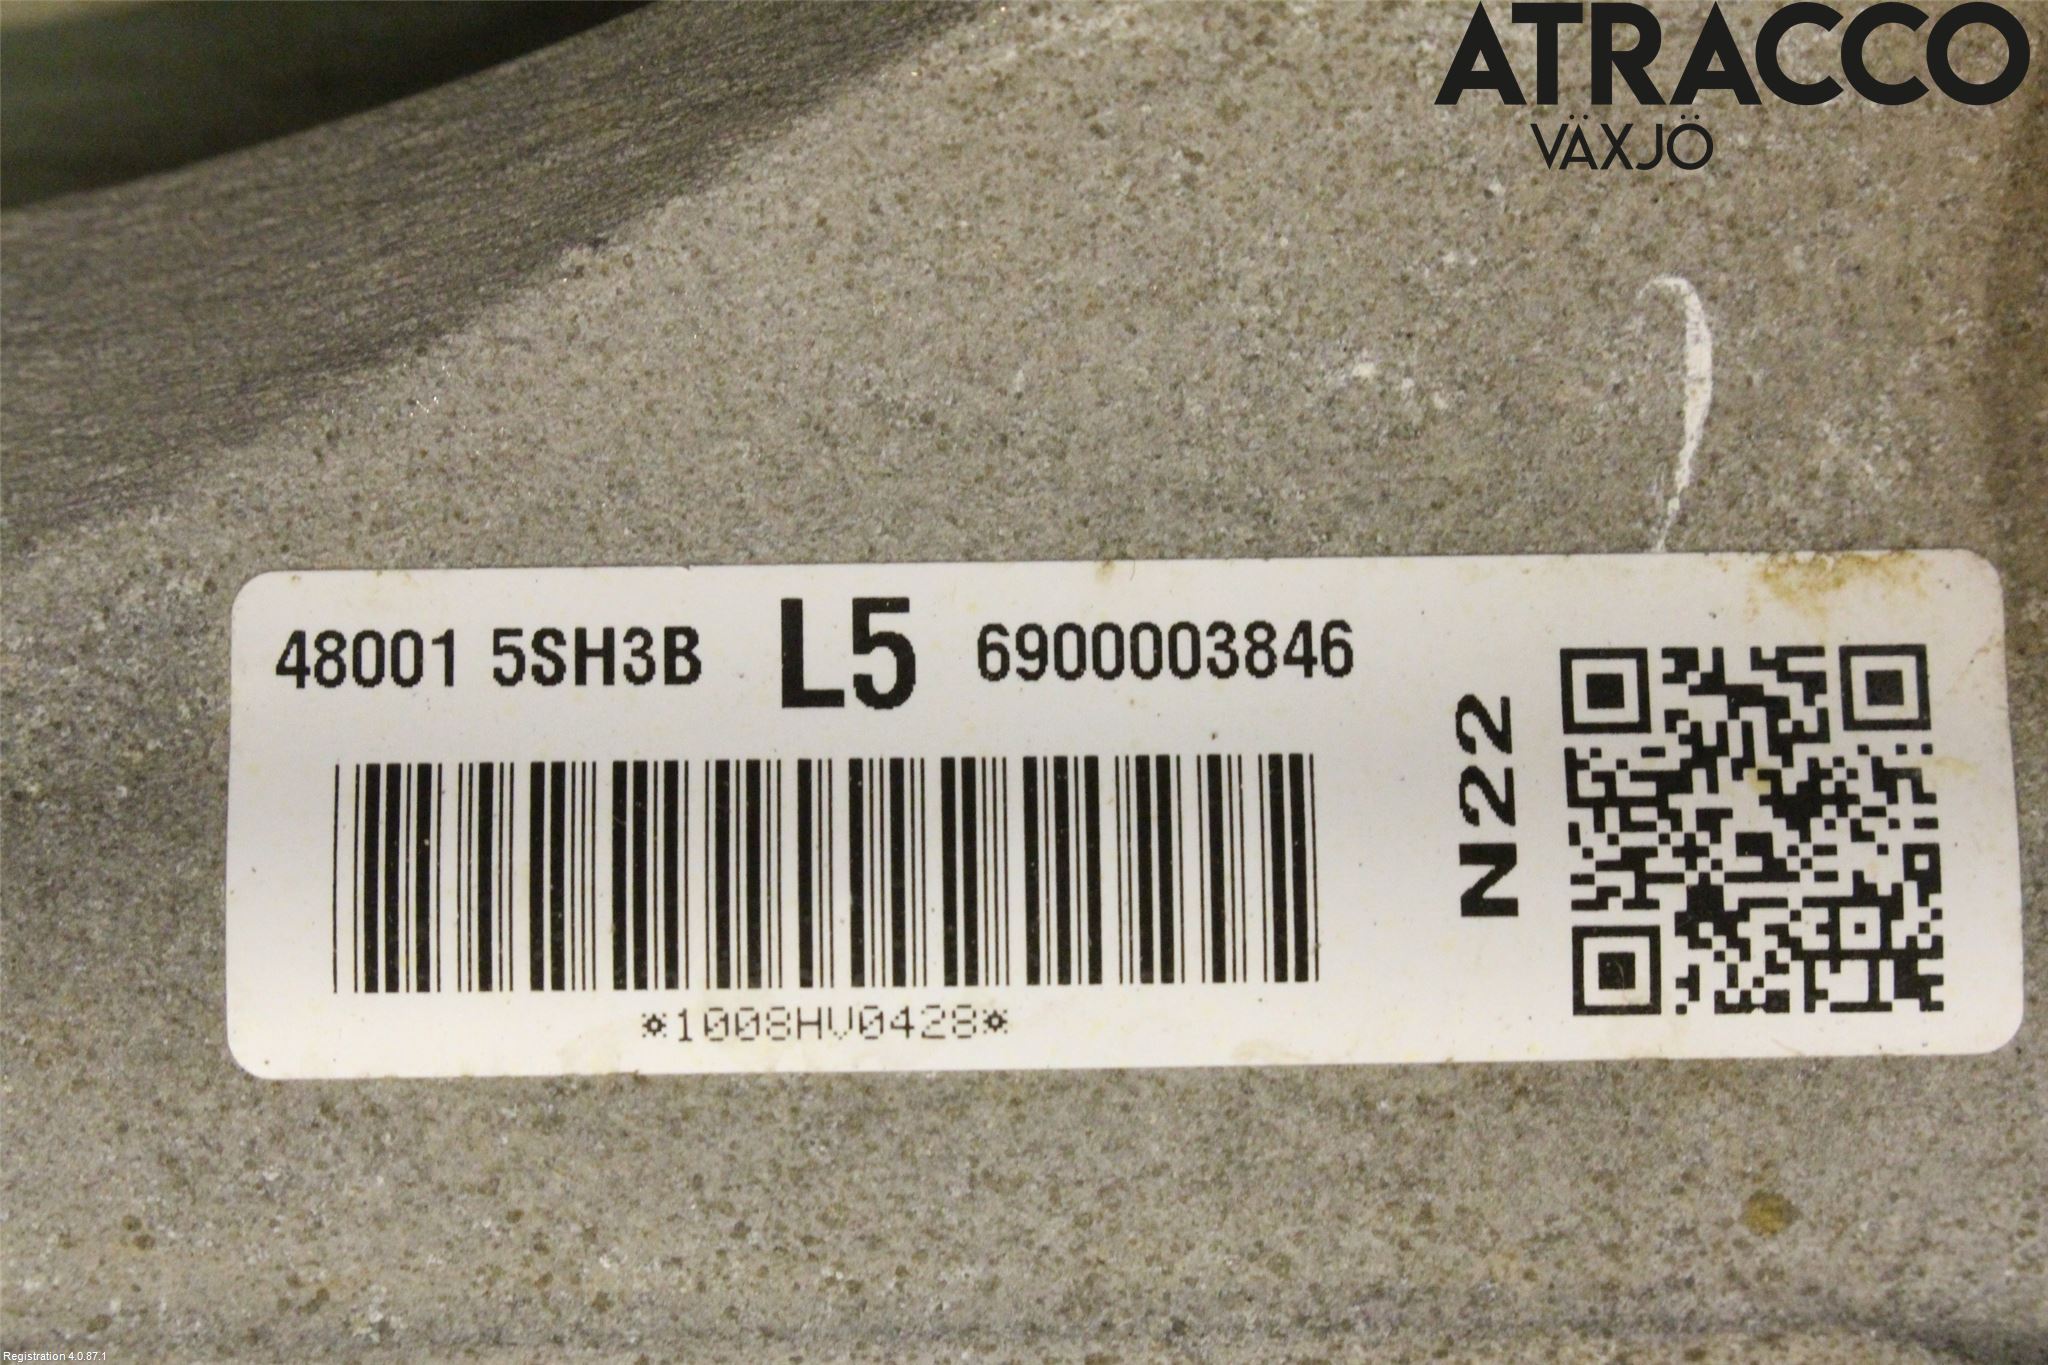 ATRACCO
VÄXJÖ
48001 5SH3B L5 6900003846
N22
*1008HV0428*
Registration 4.0.87.1